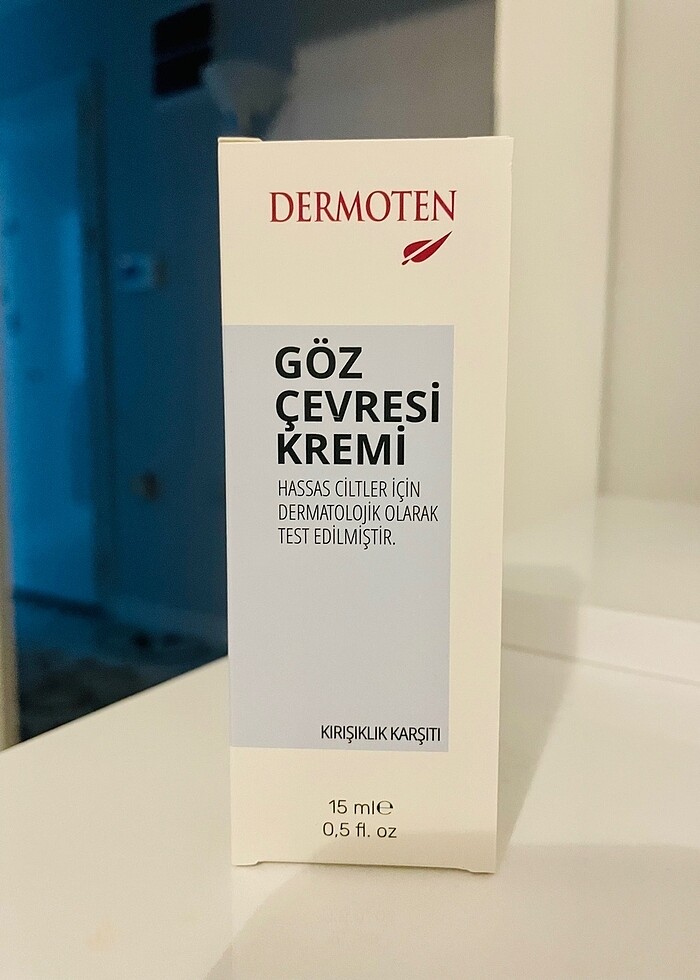 DERMOTEN
GÖZ
ÇEVRESİ
KREMİ
HASSAS CİLTLER İÇİN
DERMATOLOJİK OLARAK
TEST EDİLMİŞTİR.
KIRIŞIKLIK KARŞITI
15 ml℮
0,5 fl. oz